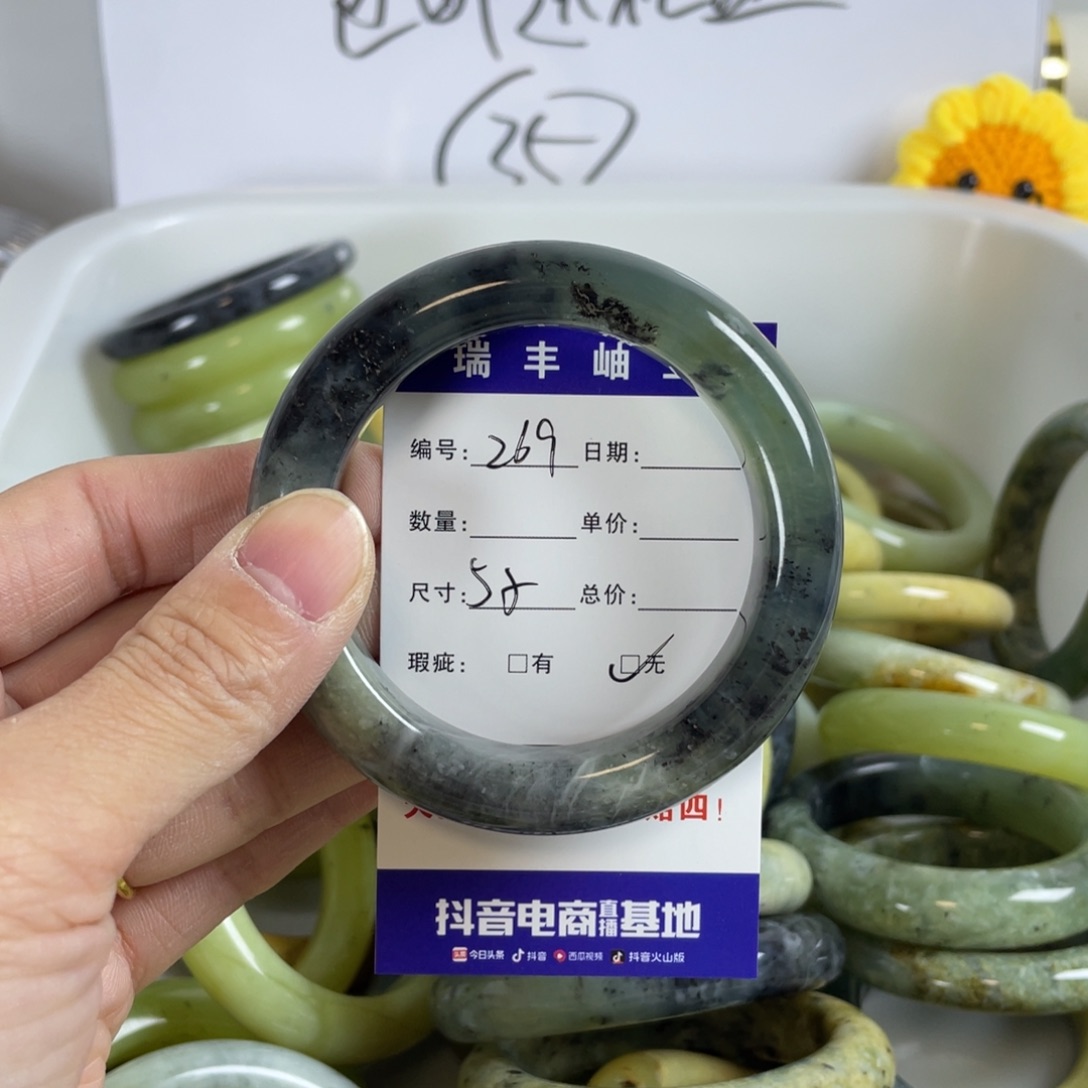 瑞丰岫
编号: 269 日期:
数量: 单价:
尺寸: 58 总价:
瑕疵: □有 ☑无
四!
抖音电商直播基地
今日头条 抖音 西瓜视频 抖音火山版